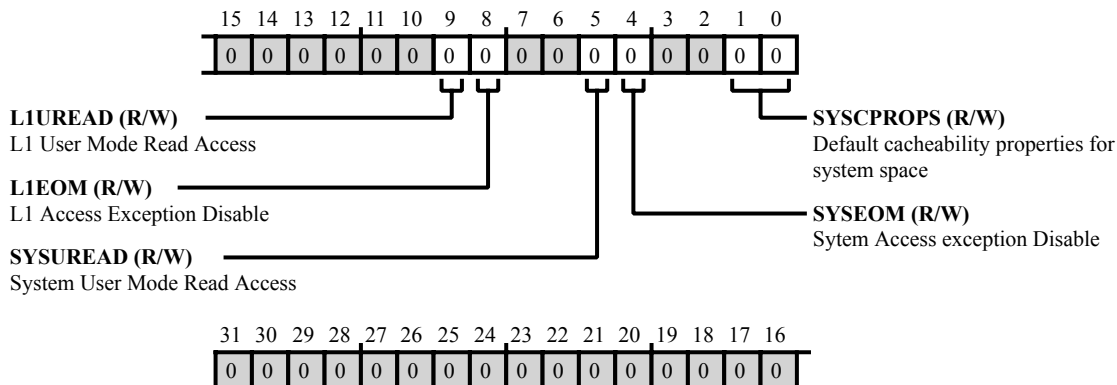 15 14 13 12 11 10 9 8 7 6 5 4 3 2 1 0
0 0 0 0 0 0 0 0 0 0 0 0 0 0 0 0
L1UREAD (R/W)
L1 User Mode Read Access
L1EOM (R/W)
L1 Access Exception Disable
SYSUREAD (R/W)
System User Mode Read Access
SYSCPROPS (R/W)
Default cacheability properties for
system space
SYSEOM (R/W)
Sytem Access exception Disable
31 30 29 28 27 26 25 24 23 22 21 20 19 18 17 16
0 0 0 0 0 0 0 0 0 0 0 0 0 0 0 0